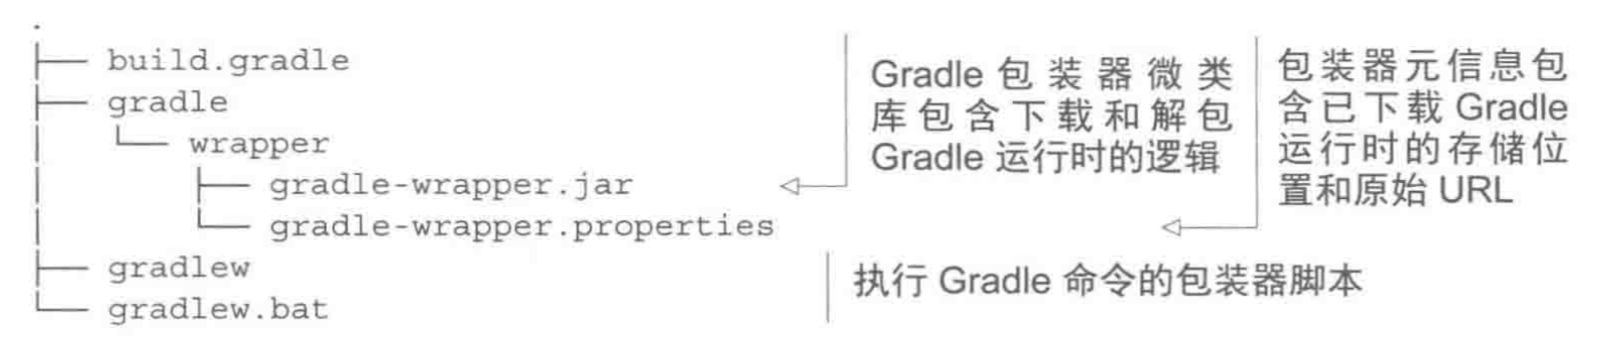 .
├── build.gradle
├── gradle
│   └── wrapper
│       ├── gradle-wrapper.jar
│       └── gradle-wrapper.properties
├── gradlew
└── gradlew.bat
Gradle 包装器微类
库包含下载和解包
Gradle 运行时的逻辑
包装器元信息包
含已下载 Gradle
运行时的存储位
置和原始 URL
执行 Gradle 命令的包装器脚本